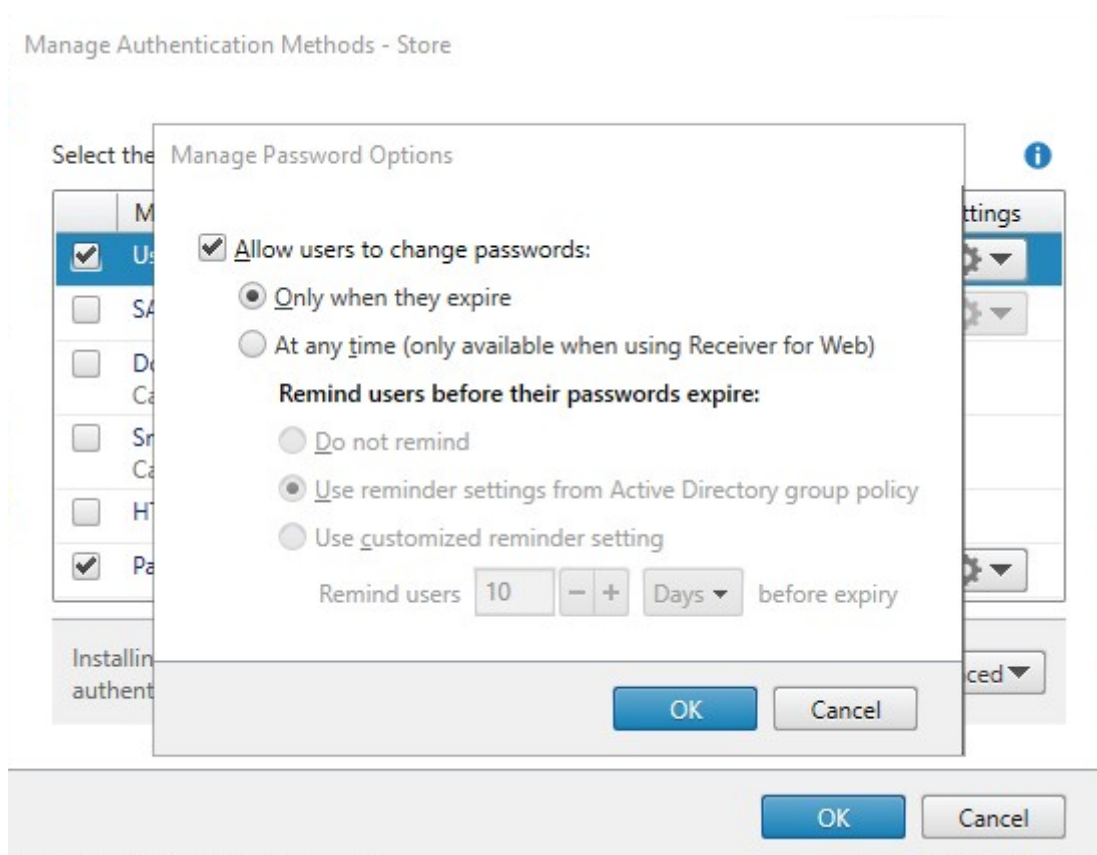 Manage Authentication Methods - Store
Select the
Manage Password Options
M
ttings
Allow users to change passwords:
Us
Only when they expire
SA
At any time (only available when using Receiver for Web)
Do
Ca
Remind users before their passwords expire:
Do not remind
Ca
Use reminder settings from Active Directory group policy
Use customized reminder setting
Pa
Remind users 10 − + Days before expiry
Installin
authent
ced
OK Cancel
OK Cancel